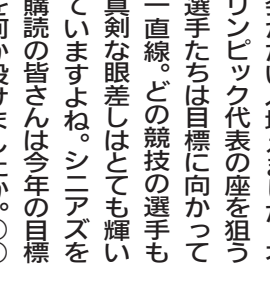 リンピック代表の座を狙う
選手たちは目標に向かって
一直線。どの競技の選手も
真剣な眼差しはとても輝い
ていますよね。シニアズを
購読の皆さんは今年の目標